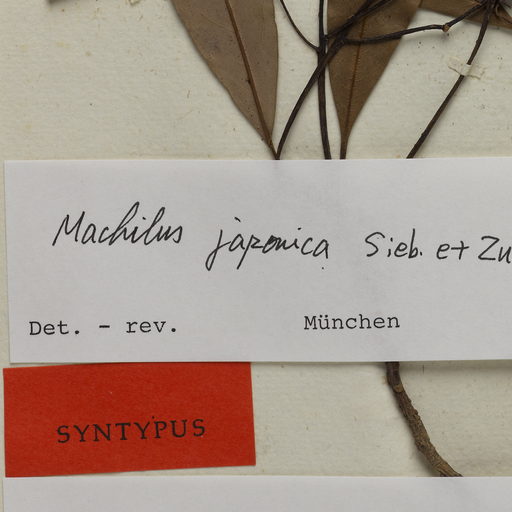 Machilus japonica Sieb. et Zu
Det. - rev. München
SYNTYPUS